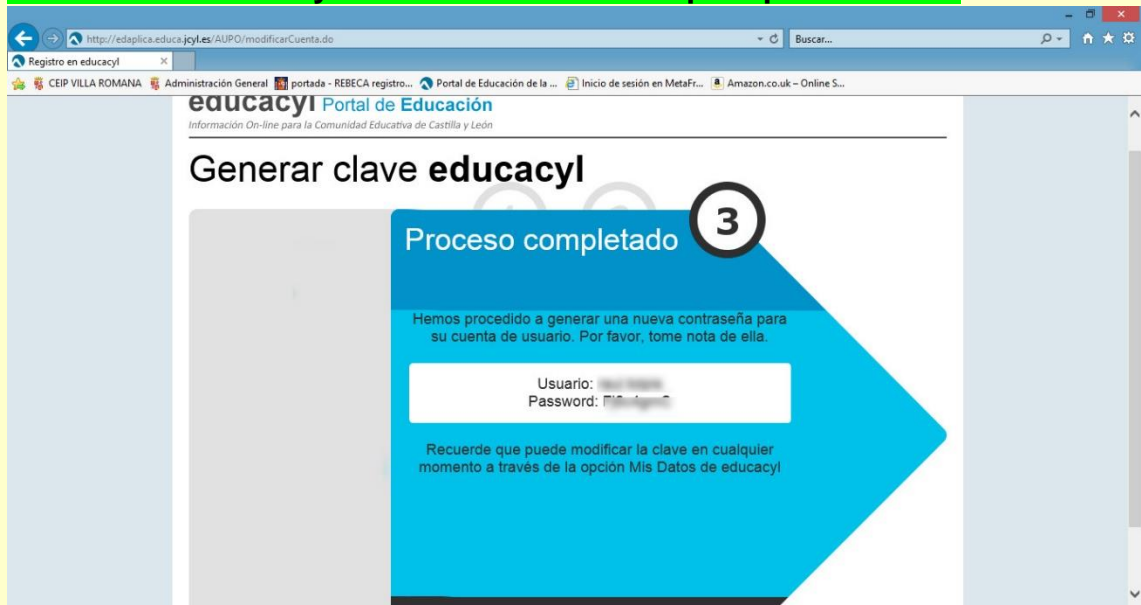 http://edaplica.educa.jcyl.es/AUPO/modificarCuenta.do
Buscar...
Registro en educacyl
CEIP VILLA ROMANA
Administración General
portada - REBECA registro...
Portal de Educación de la ...
Inicio de sesión en MetaFr...
Amazon.co.uk – Online S...
educacyl Portal de Educación
Información On-line para la Comunidad Educativa de Castilla y León
Generar clave educacyl
3
Proceso completado
Hemos procedido a generar una nueva contraseña para
su cuenta de usuario. Por favor, tome nota de ella.
Usuario:
Password:
Recuerde que puede modificar la clave en cualquier
momento a través de la opción Mis Datos de educacyl